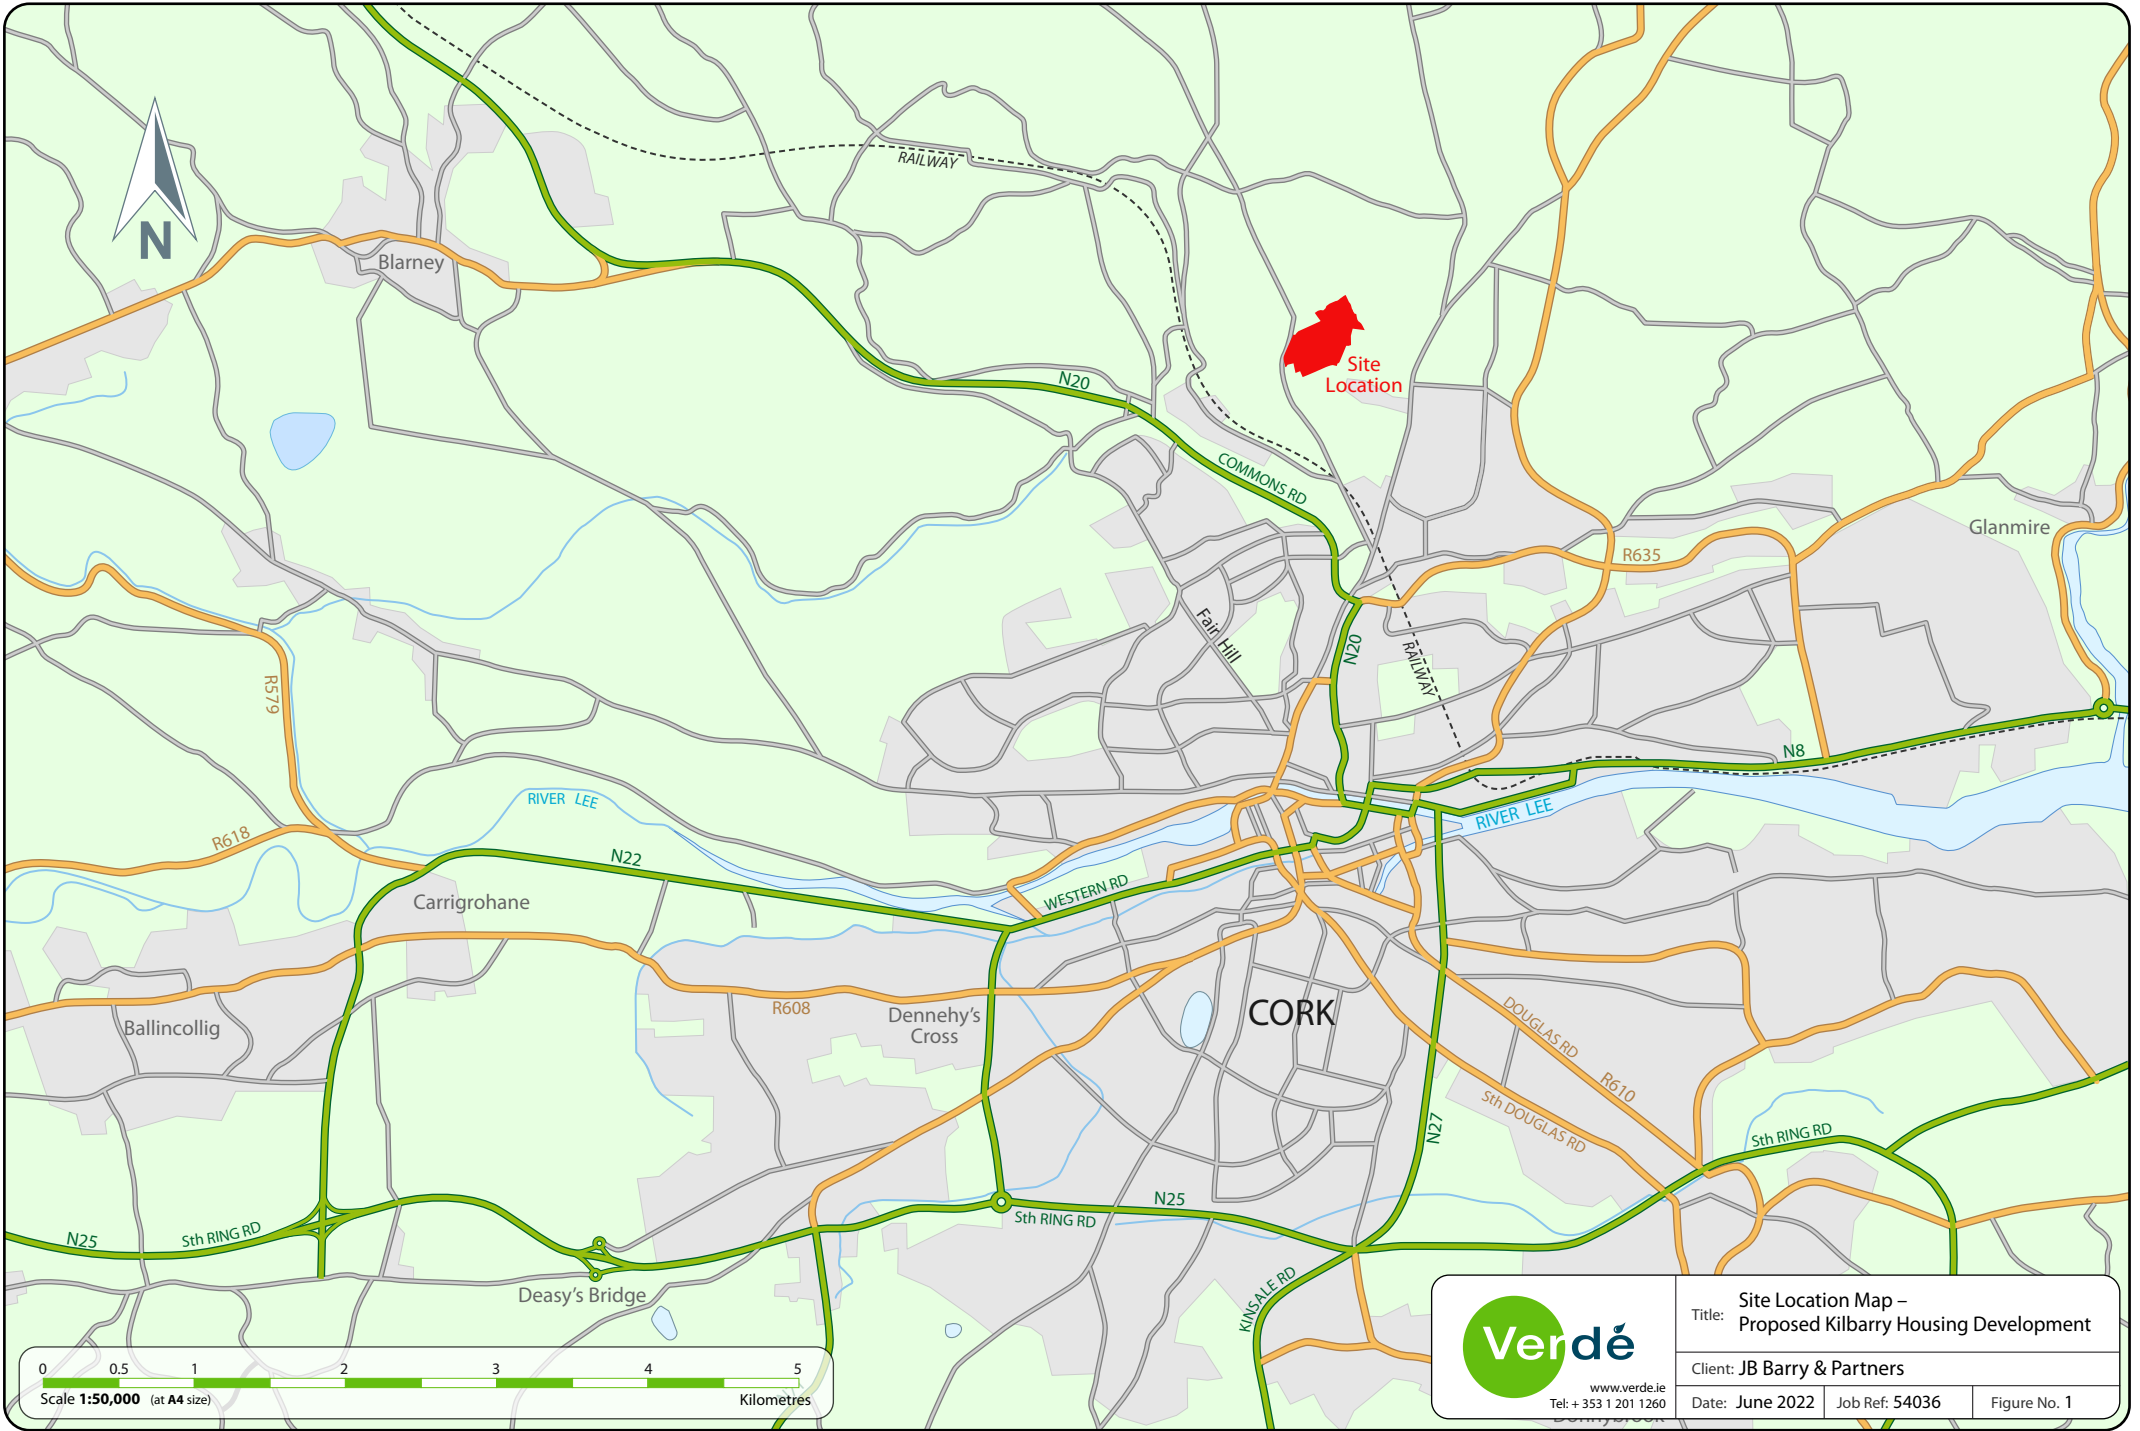 N
Blarney
RAILWAY
N20
Site
Location
COMMONS RD
Glanmire
R635
Fair Hill
N20
RAILWAY
R579
N8
RIVER LEE
RIVER LEE
R618
N22
WESTERN RD
Carrigrohane
CORK
R608
Dennehy's
Cross
Ballincollig
DOUGLAS RD
R610
Sth DOUGLAS RD
N27
Sth RING RD
N25
Sth RING RD
N25
Sth RING RD
Deasy's Bridge
KINSALE RD
0 0.5 1 2 3 4 5
Scale 1:50,000 (at A4 size) Kilometres
Verdé
www.verde.ie
Tel: + 353 1 201 1260
Title: Site Location Map –
Proposed Kilbarry Housing Development
Client: JB Barry & Partners
Date: June 2022 Job Ref: 54036 Figure No. 1
Donnybrook